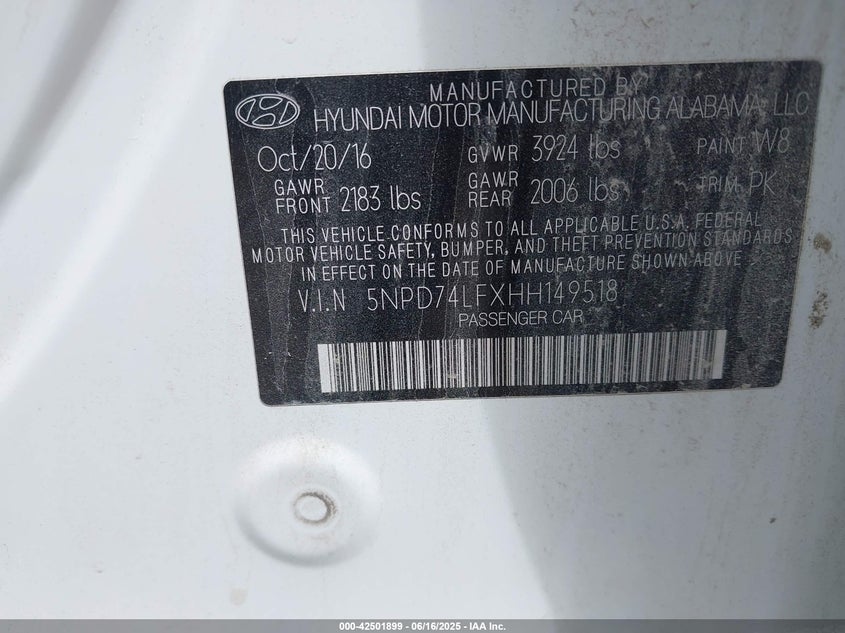 MANUFACTURED BY
HYUNDAI MOTOR MANUFACTURING ALABAMA, LLC
Oct/20/16 GVWR 3924 lbs PAINT W8
GAWR FRONT 2183 lbs GAWR REAR 2006 lbs TRIM PK
THIS VEHICLE CONFORMS TO ALL APPLICABLE U.S.A. FEDERAL
MOTOR VEHICLE SAFETY, BUMPER, AND THEFT PREVENTION STANDARDS
IN EFFECT ON THE DATE OF MANUFACTURE SHOWN ABOVE
V.I.N 5NPD74LFXHH149518
PASSENGER CAR
000-42501899 - 06/16/2025 - IAA Inc.